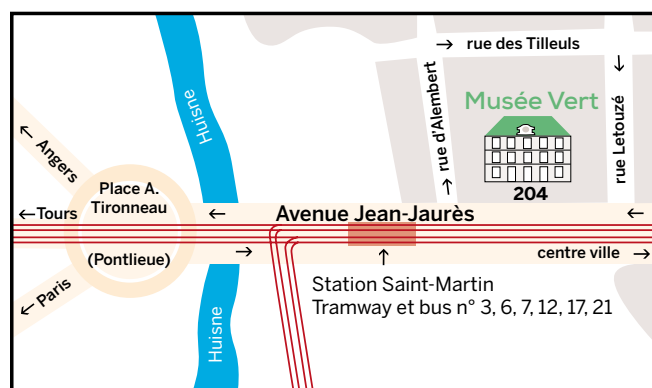 rue des Tilleuls
Musée Vert
rue d'Alembert
rue Letouzé
204
Huisne
Angers
Place A.
Tironneau
Tours
(Pontlieue)
Paris
Avenue Jean-Jaurès
centre ville
Station Saint-Martin
Tramway et bus n° 3, 6, 7, 12, 17, 21
Huisne